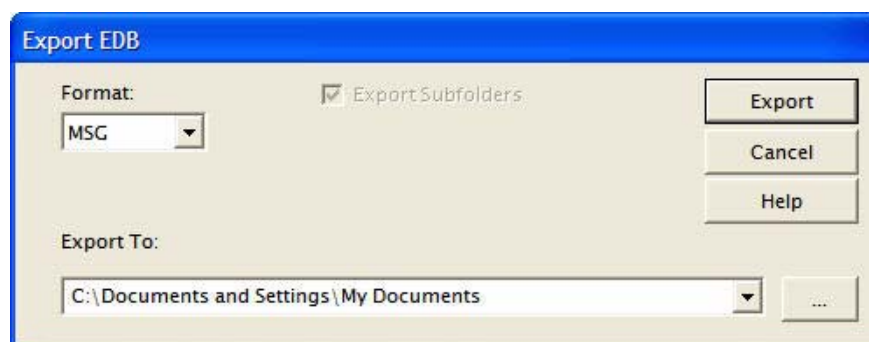 Export EDB
Format:
Export Subfolders
Export
MSG
Cancel
Help
Export To:
C:\Documents and Settings\My Documents
...